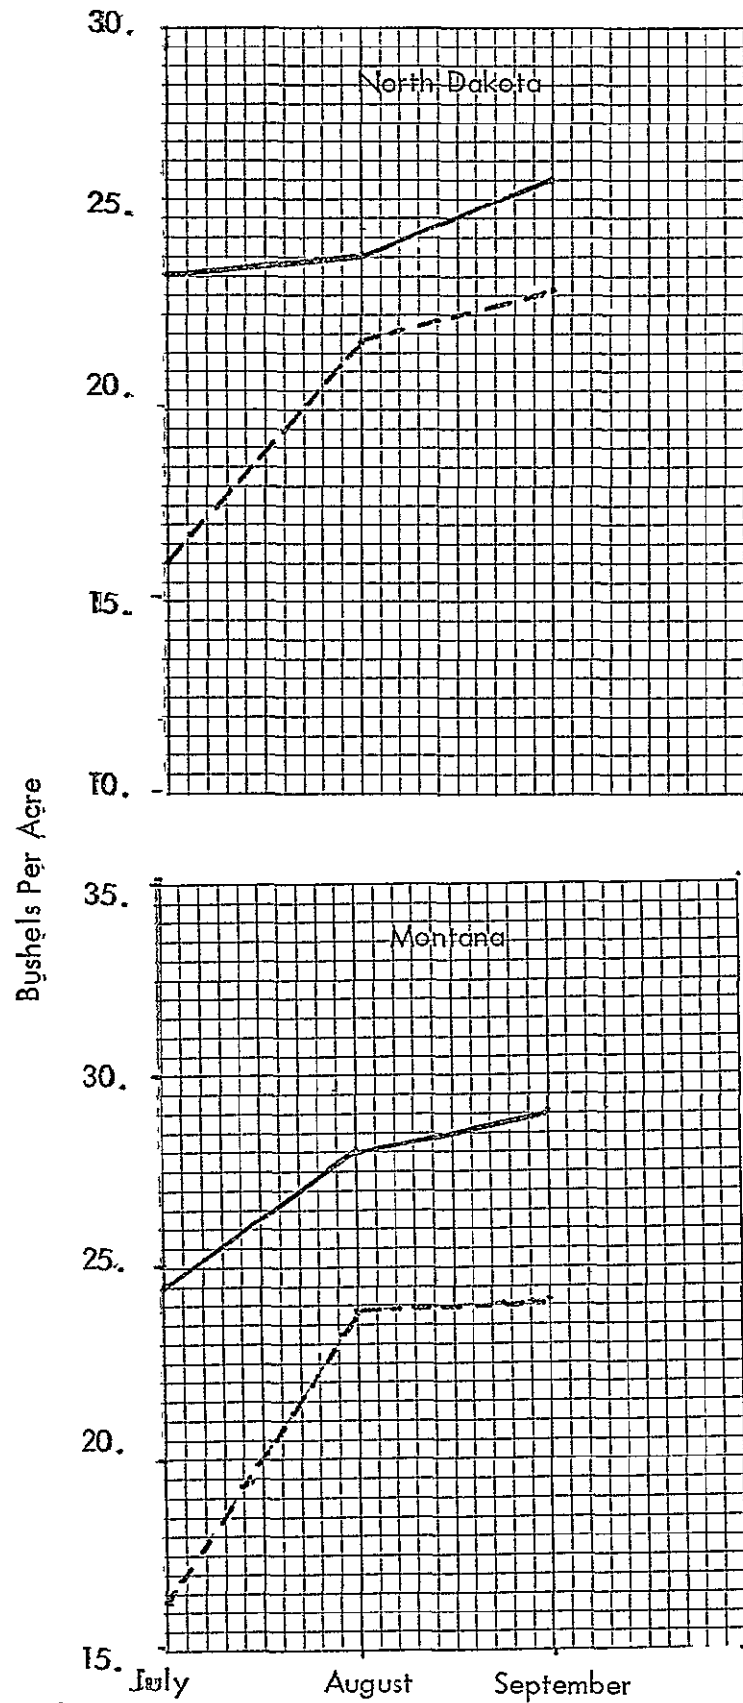 30.
North Dakota
25.
20.
15.
10.
Bushels Per Acre
35.
Montana
30.
25.
20.
15.
July August September